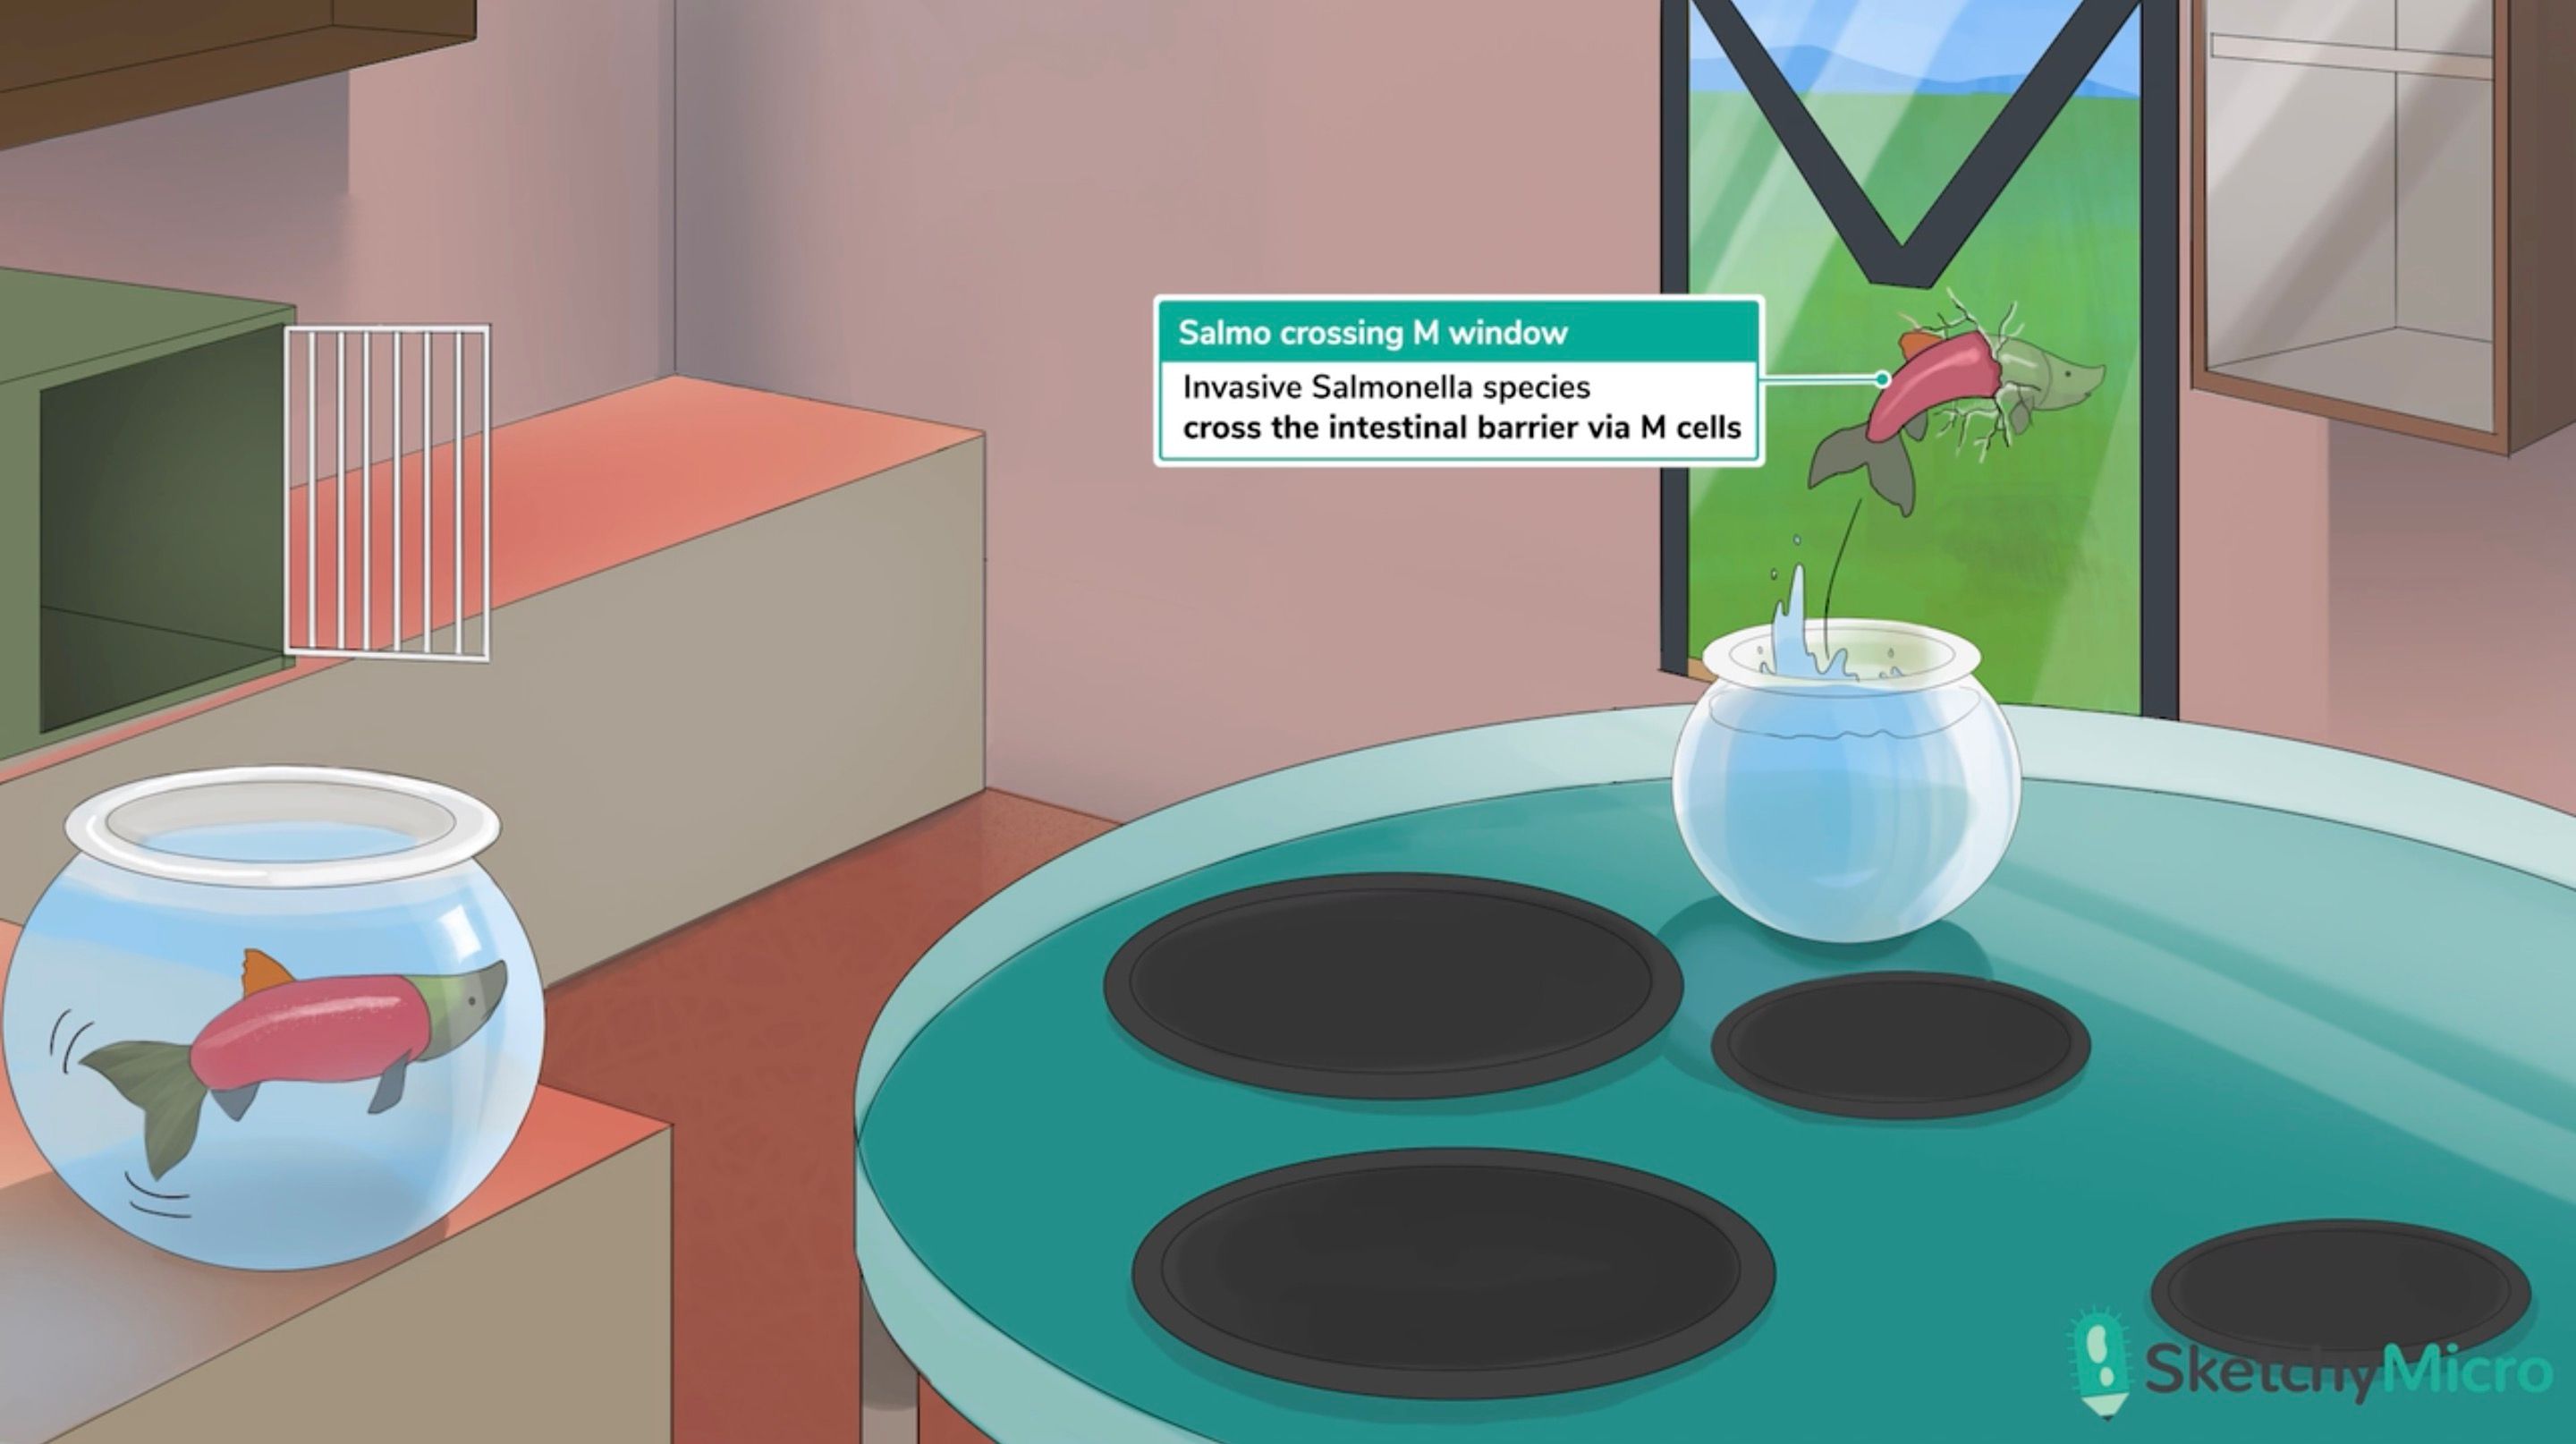 Salmo crossing M window
Invasive Salmonella species
cross the intestinal barrier via M cells
SketchyMicro